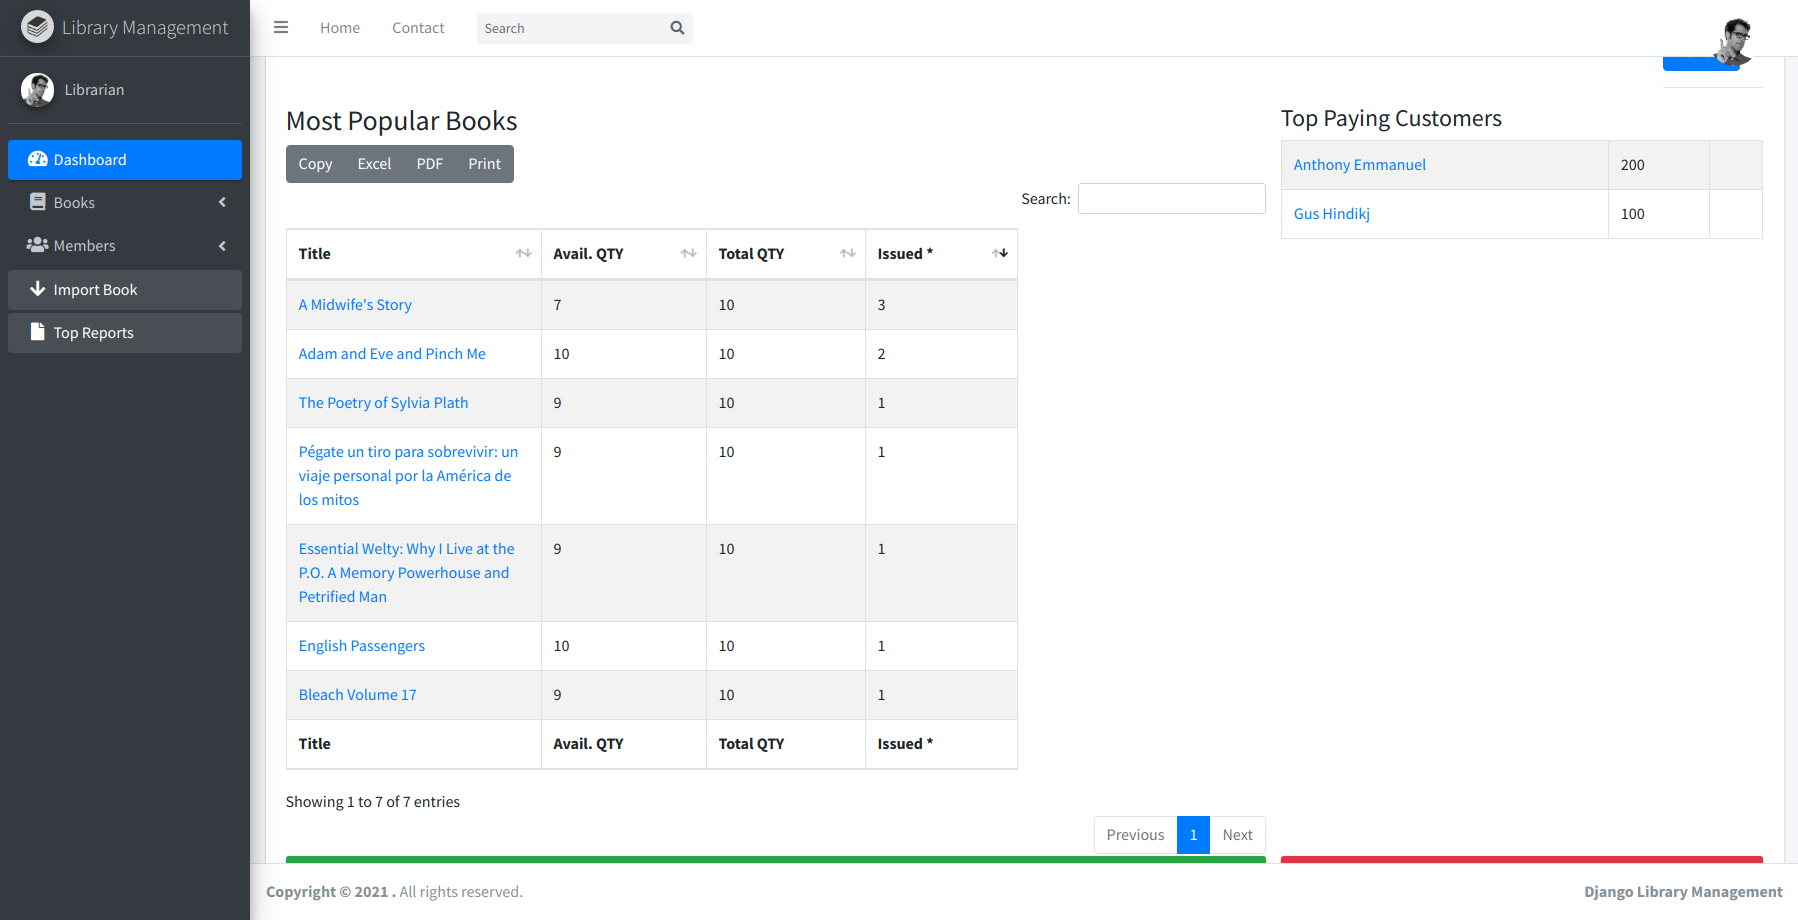 Library Management
Home
Contact
Search
Librarian
Dashboard
Books
Members
Import Book
Top Reports
Most Popular Books
Copy Excel PDF Print
Search:
Title Avail. QTY Total QTY Issued *
A Midwife's Story 7 10 3
Adam and Eve and Pinch Me 10 10 2
The Poetry of Sylvia Plath 9 10 1
Pégate un tiro para sobrevivir: un 9 10 1
viaje personal por la América de
los mitos
Essential Welty: Why I Live at the 9 10 1
P.O. A Memory Powerhouse and
Petrified Man
English Passengers 10 10 1
Bleach Volume 17 9 10 1
Title Avail. QTY Total QTY Issued *
Showing 1 to 7 of 7 entries
Previous 1 Next
Top Paying Customers
Anthony Emmanuel 200
Gus Hindikj 100
Copyright © 2021 . All rights reserved.
Django Library Management